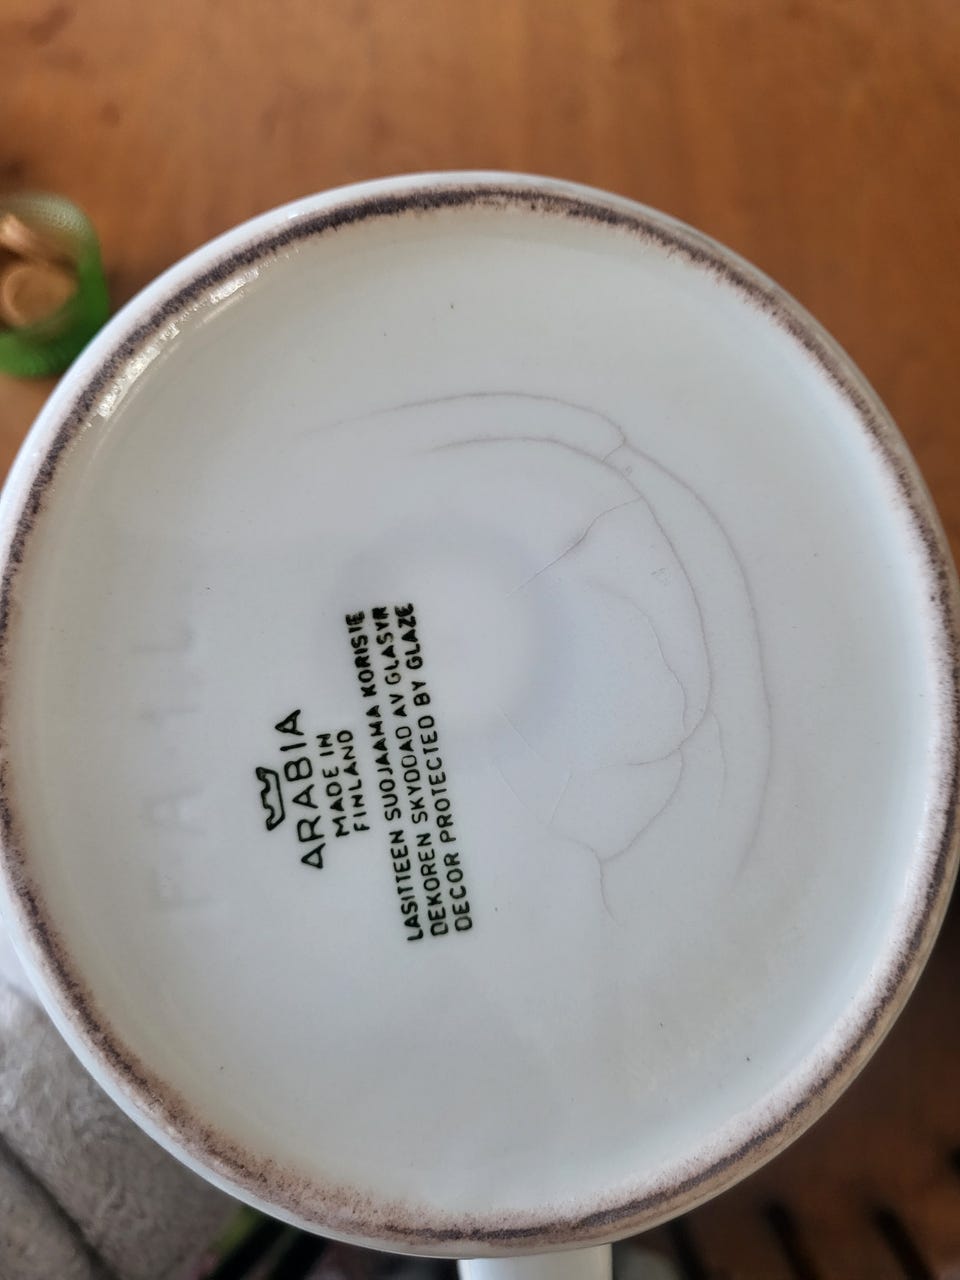 ARABIA
MADE IN
FINLAND
LASITTEEN SUOJAAMA KORISTE
DEKOREN SKYDDAD AV GLASYR
DECOR PROTECTED BY GLAZE